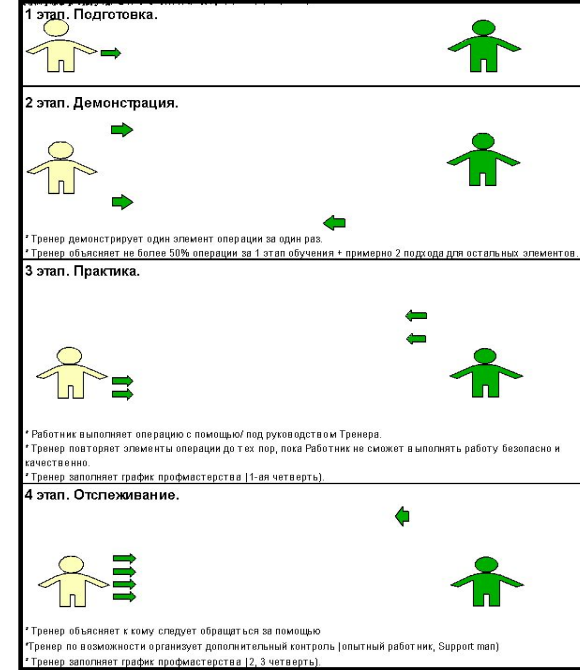 1 этап. Подготовка.
2 этап. Демонстрация.
* Тренер демонстрирует один элемент операции за один раз.
* Тренер объясняет не более 50% операции за 1 этап обучения + примерно 2 подхода для остальных элементов.
3 этап. Практика.
* Работник выполняет операцию с помощью/ под руководством Тренера.
* Тренер повторяет элементы операции до тех пор, пока Работник не сможет выполнять работу безопасно и
качественно.
* Тренер заполняет график профмастерства (1-ая четверть).
4 этап. Отслеживание.
* Тренер объясняет к кому следует обращаться за помощью
*Тренер по возможности организует дополнительный контроль (опытный работник, Support man)
* Тренер заполняет график профмастерства (2, 3 четверть).